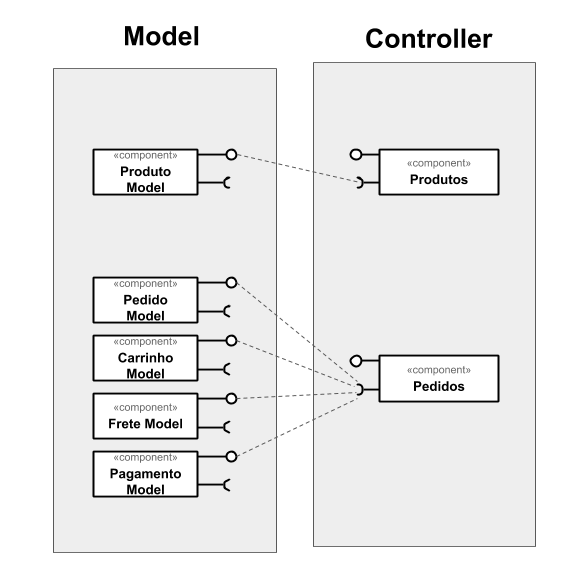 Model
Controller
«component»
Produto
Model
«component»
Produtos
«component»
Pedido
Model
«component»
Carrinho
Model
«component»
Frete Model
«component»
Pagamento
Model
«component»
Pedidos